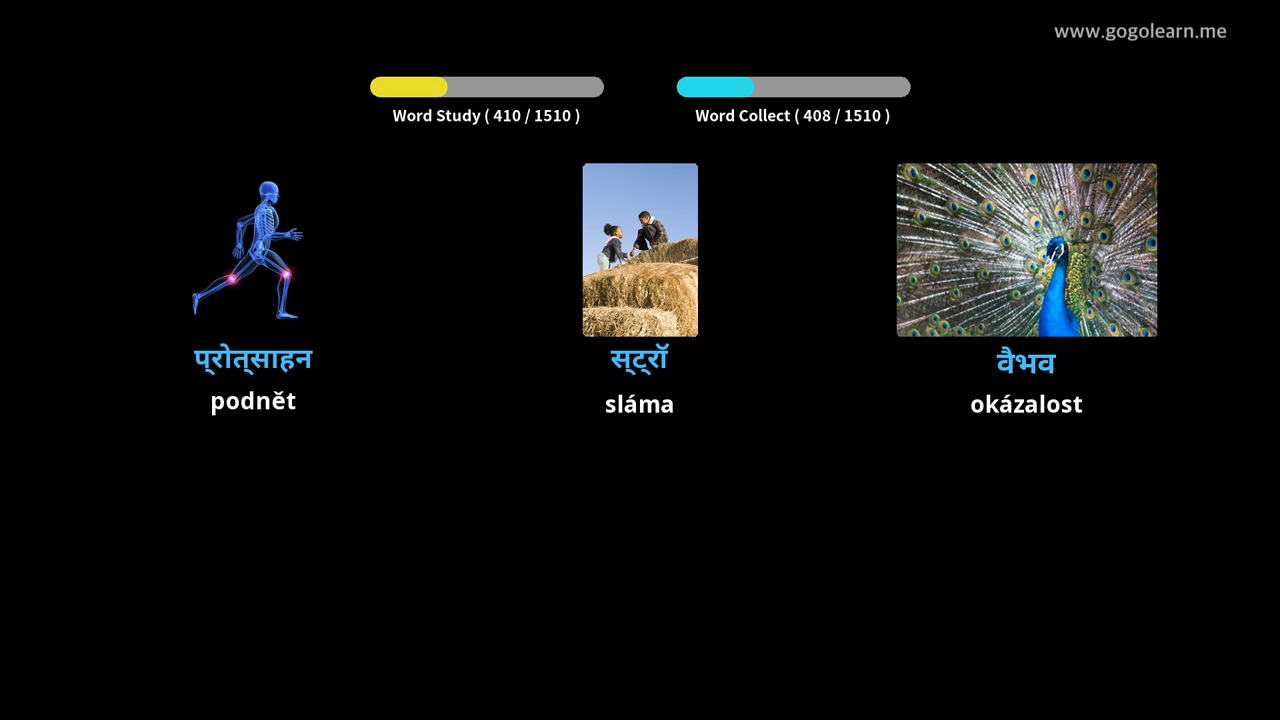 www.gogolearn.me
Word Study ( 410 / 1510 )
Word Collect ( 408 / 1510 )
प्रोत्साहन
स्ट्रॉ
वैभव
podnět
sláma
okázalost